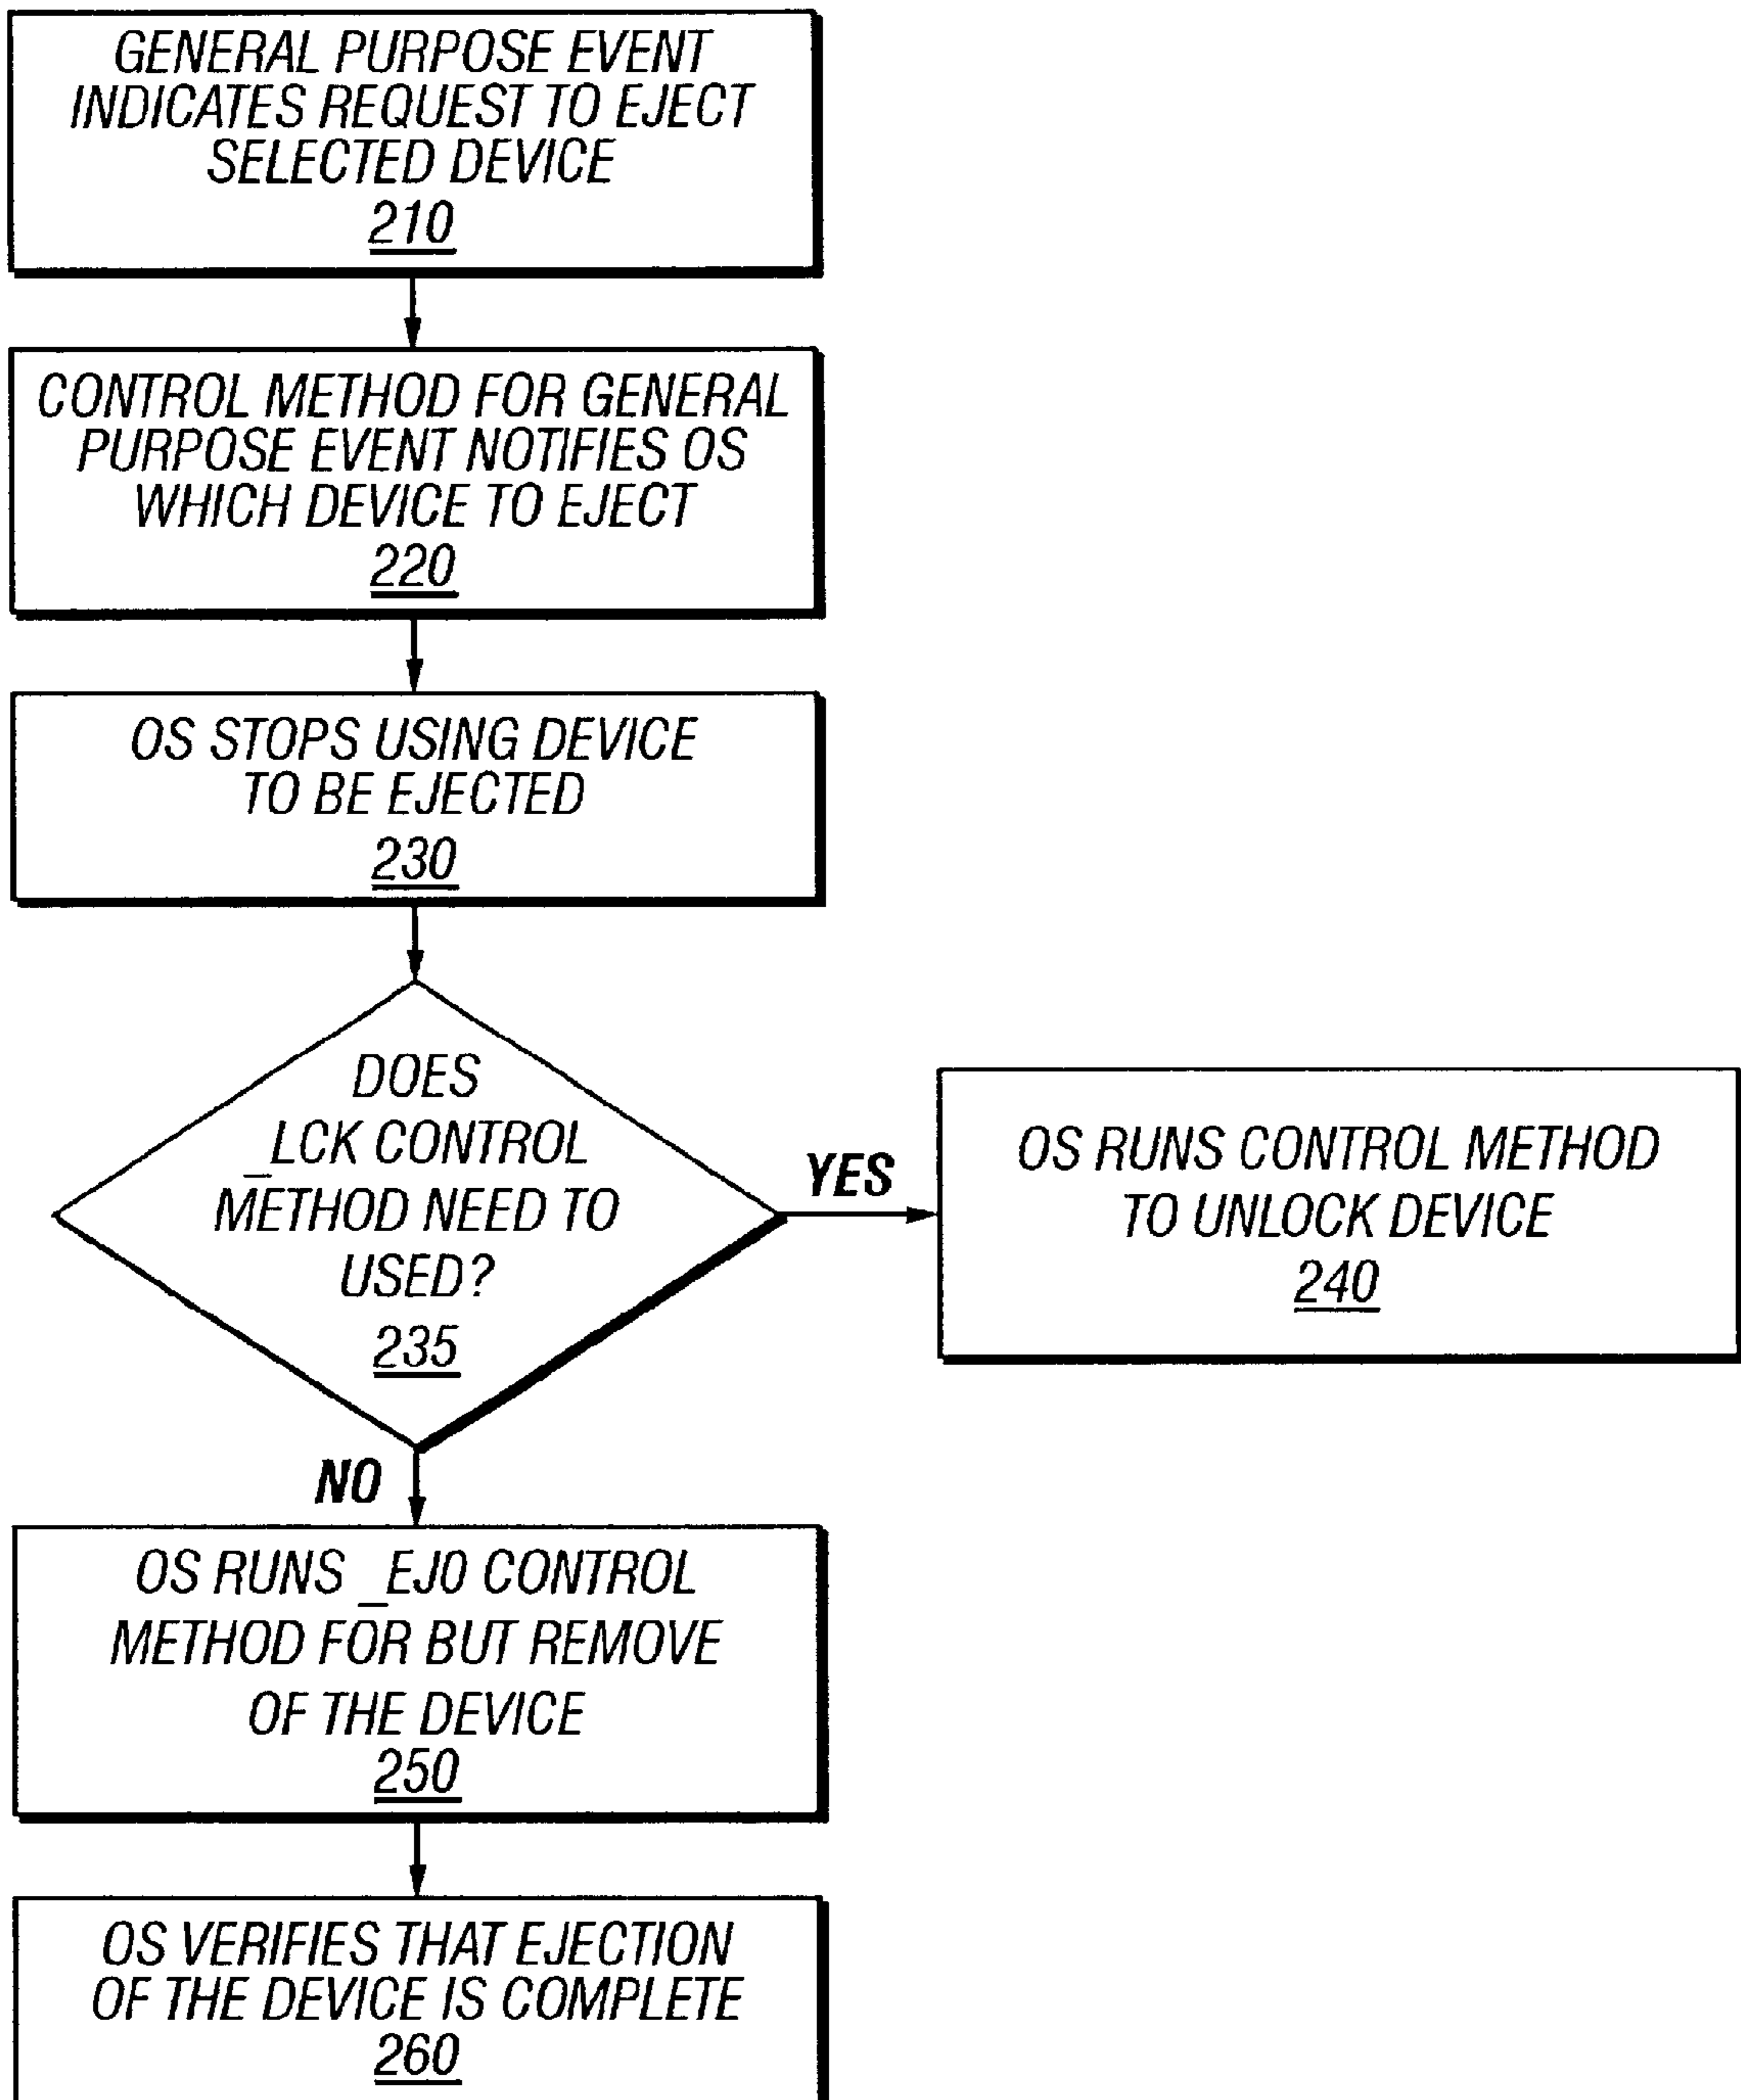 GENERAL PURPOSE EVENT
INDICATES REQUEST TO EJECT
SELECTED DEVICE
210
CONTROL METHOD FOR GENERAL
PURPOSE EVENT NOTIFIES OS
WHICH DEVICE TO EJECT
220
OS STOPS USING DEVICE
TO BE EJECTED
230
DOES
_LCK CONTROL
METHOD NEED TO
USED?
235
YES
OS RUNS CONTROL METHOD
TO UNLOCK DEVICE
240
NO
OS RUNS _EJ0 CONTROL
METHOD FOR BUT REMOVE
OF THE DEVICE
250
OS VERIFIES THAT EJECTION
OF THE DEVICE IS COMPLETE
260